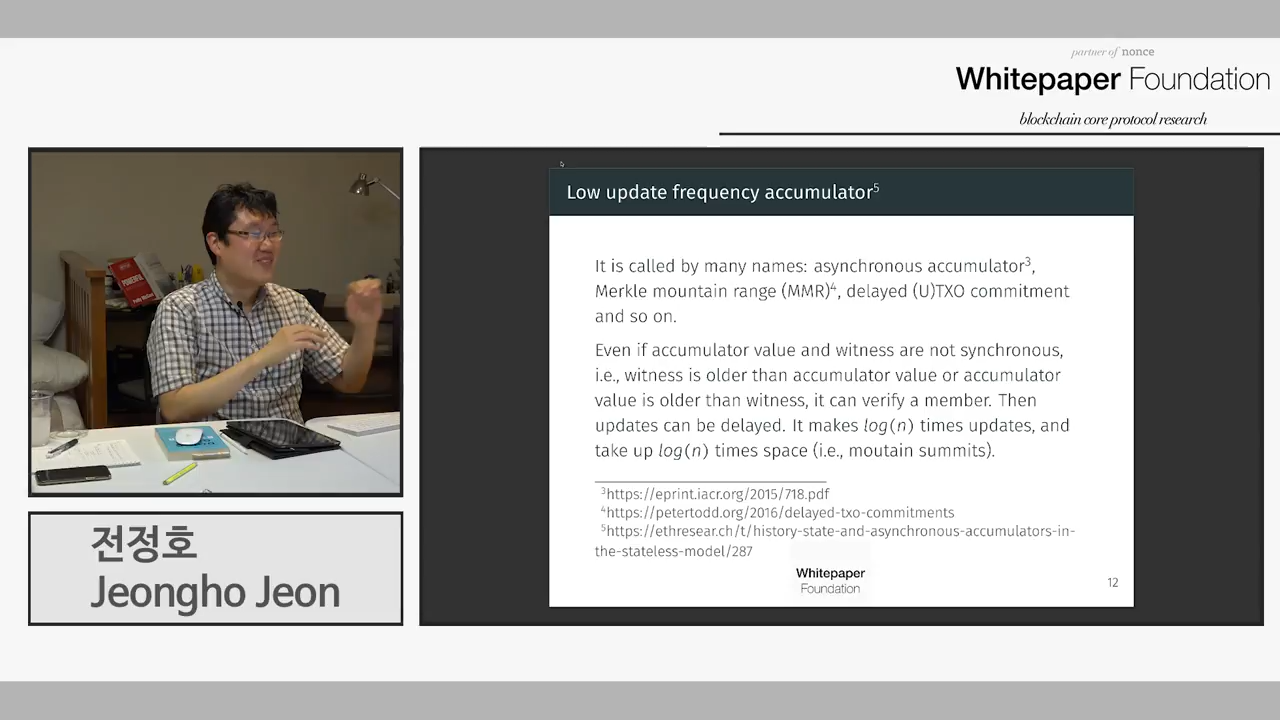 partner of nonce
Whitepaper Foundation
blockchain core protocol research
Low update frequency accumulator⁵
It is called by many names: asynchronous accumulator³,
Merkle mountain range (MMR)⁴, delayed (U)TXO commitment
and so on.
Even if accumulator value and witness are not synchronous,
i.e., witness is older than accumulator value or accumulator
value is older than witness, it can verify a member. Then
updates can be delayed. It makes log(n) times updates, and
take up log(n) times space (i.e., moutain summits).
³https://eprint.iacr.org/2015/718.pdf
⁴https://petertodd.org/2016/delayed-txo-commitments
⁵https://ethresear.ch/t/history-state-and-asynchronous-accumulators-in-
the-stateless-model/287
Whitepaper
Foundation
12
전정호
Jeongho Jeon